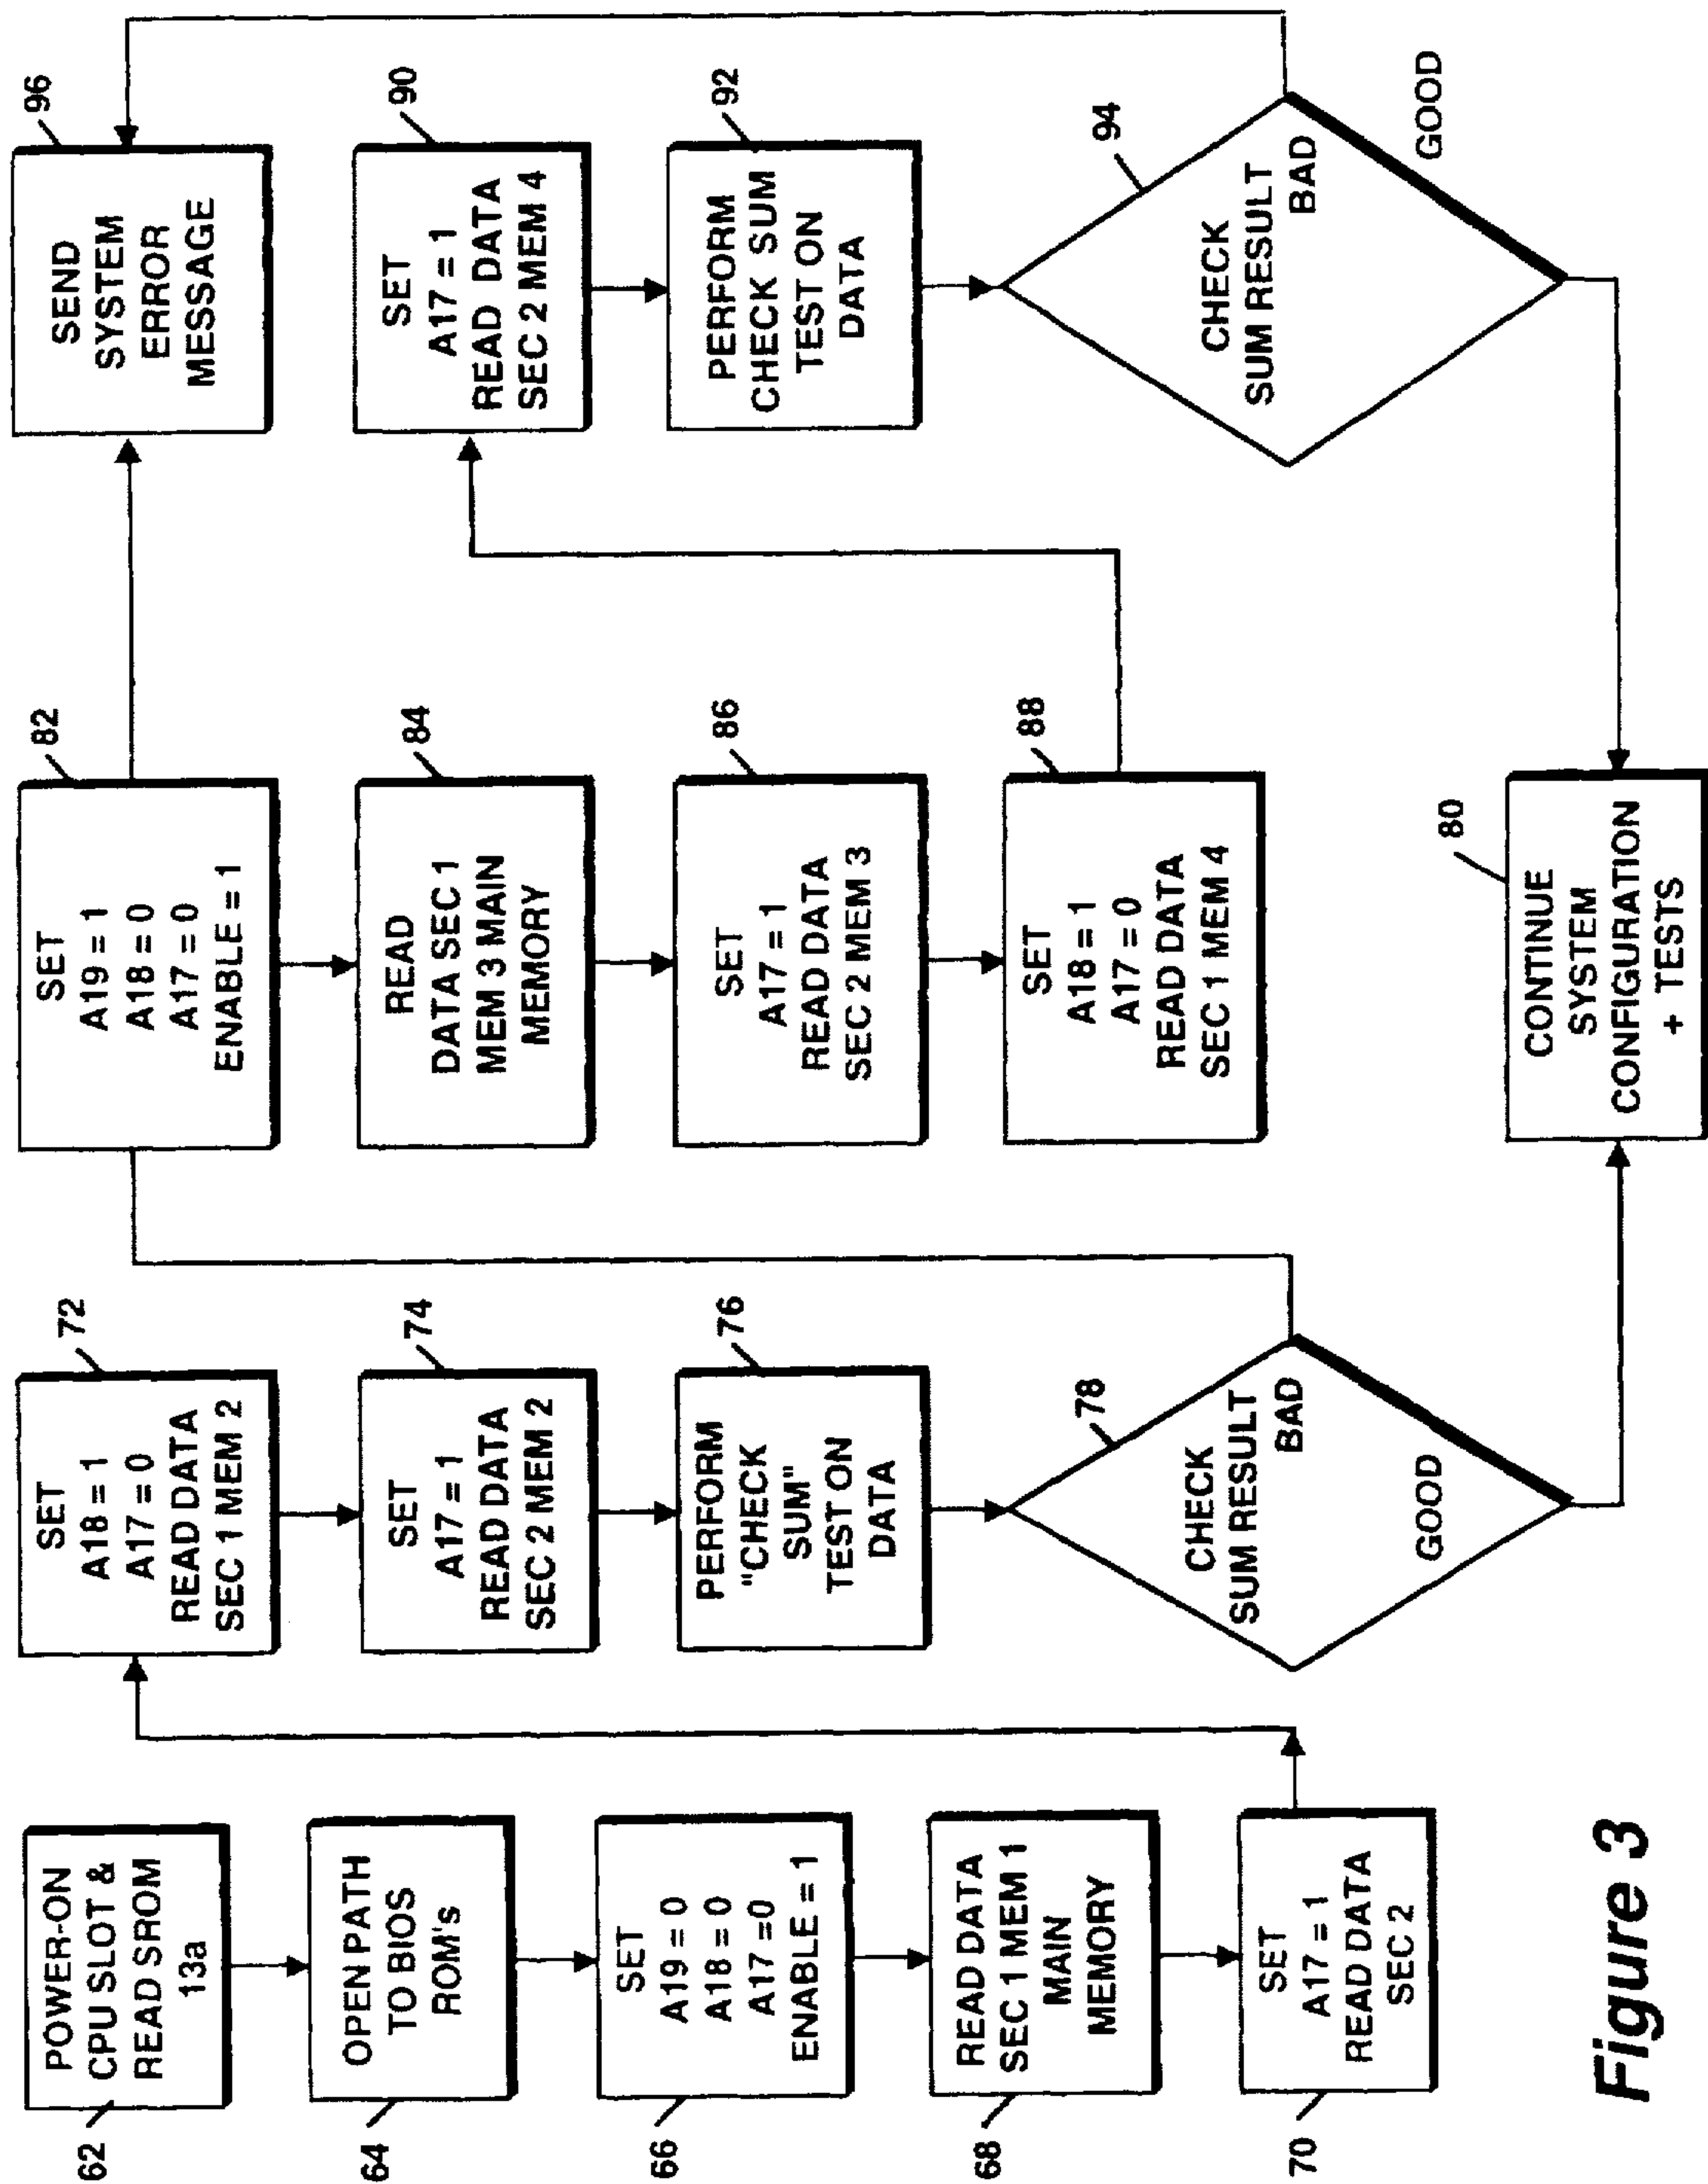 62
POWER-ON
CPU SLOT &
READ SROM
13a
64
OPEN PATH
TO BIOS
ROM's
66
SET
A19 = 0
A18 = 0
A17 =0
ENABLE = 1
68
READ DATA
SEC 1 MEM 1
MAIN
MEMORY
70
SET
A17 = 1
READ DATA
SEC 2
72
SET
A18 = 1
A17 = 0
READ DATA
SEC 1 MEM 2
74
SET
A17 = 1
READ DATA
SEC 2 MEM 2
76
PERFORM
"CHECK
SUM"
TEST ON
DATA
78
CHECK
SUM RESULT
BAD
GOOD
82
SET
A19 = 1
A18 = 0
A17 = 0
ENABLE = 1
84
READ
DATA SEC 1
MEM 3 MAIN
MEMORY
86
SET
A17 = 1
READ DATA
SEC 2 MEM 3
88
SET
A18 = 1
A17 = 0
READ DATA
SEC 1 MEM 4
80
CONTINUE
SYSTEM
CONFIGURATION
+ TESTS
96
SEND
SYSTEM
ERROR
MESSAGE
90
SET
A17 = 1
READ DATA
SEC 2 MEM 4
92
PERFORM
CHECK SUM
TEST ON
DATA
94
CHECK
SUM RESULT
BAD
GOOD
Figure 3